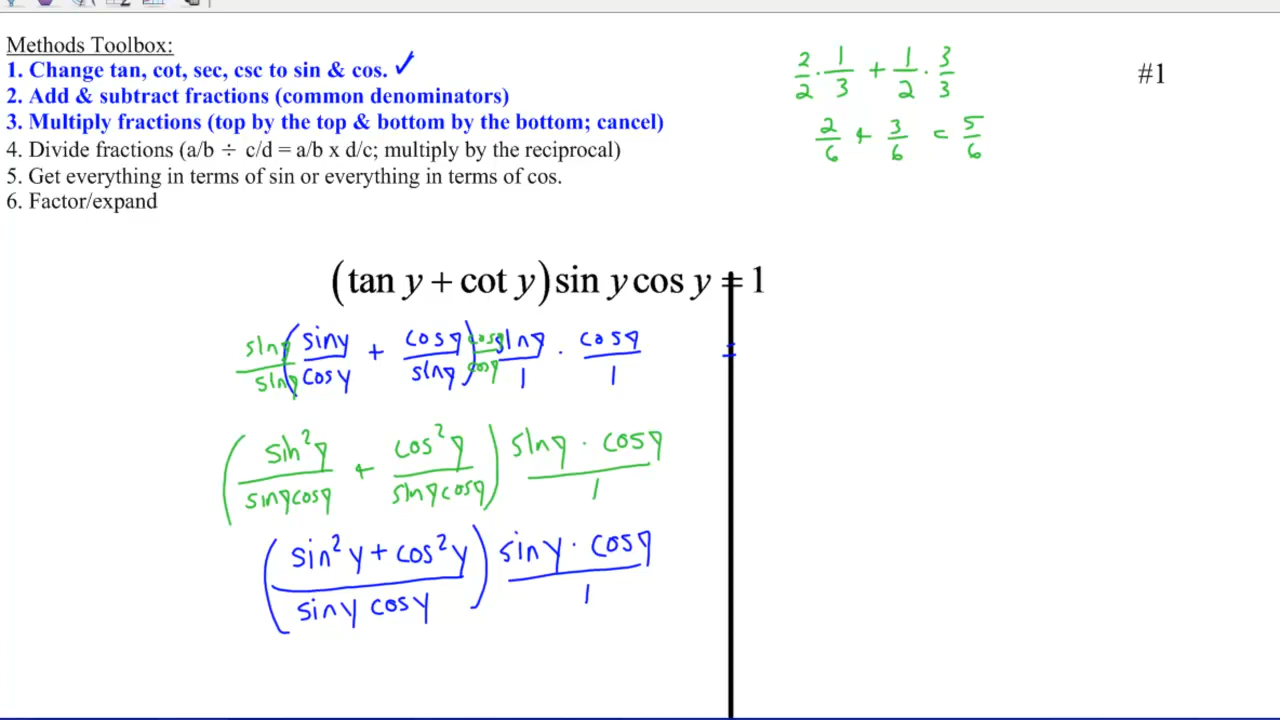 Methods Toolbox:
1. Change tan, cot, sec, csc to sin & cos. ✓
2. Add & subtract fractions (common denominators)
3. Multiply fractions (top by the top & bottom by the bottom; cancel)
4. Divide fractions (a/b ÷ c/d = a/b x d/c; multiply by the reciprocal)
5. Get everything in terms of sin or everything in terms of cos.
6. Factor/expand
2/2 · 1/3 + 1/2 · 3/3
2/6 + 3/6 = 5/6
#1
(tan y + cot y) sin y cos y = 1
siny/siny (siny/cosy + cosy/siny) cosy/cosy siny/1 · cosy/1 =
(sin²y/sinycosy + cos²y/sinycosy) siny · cosy/1
(sin²y + cos²y/siny cosy) siny · cosy/1